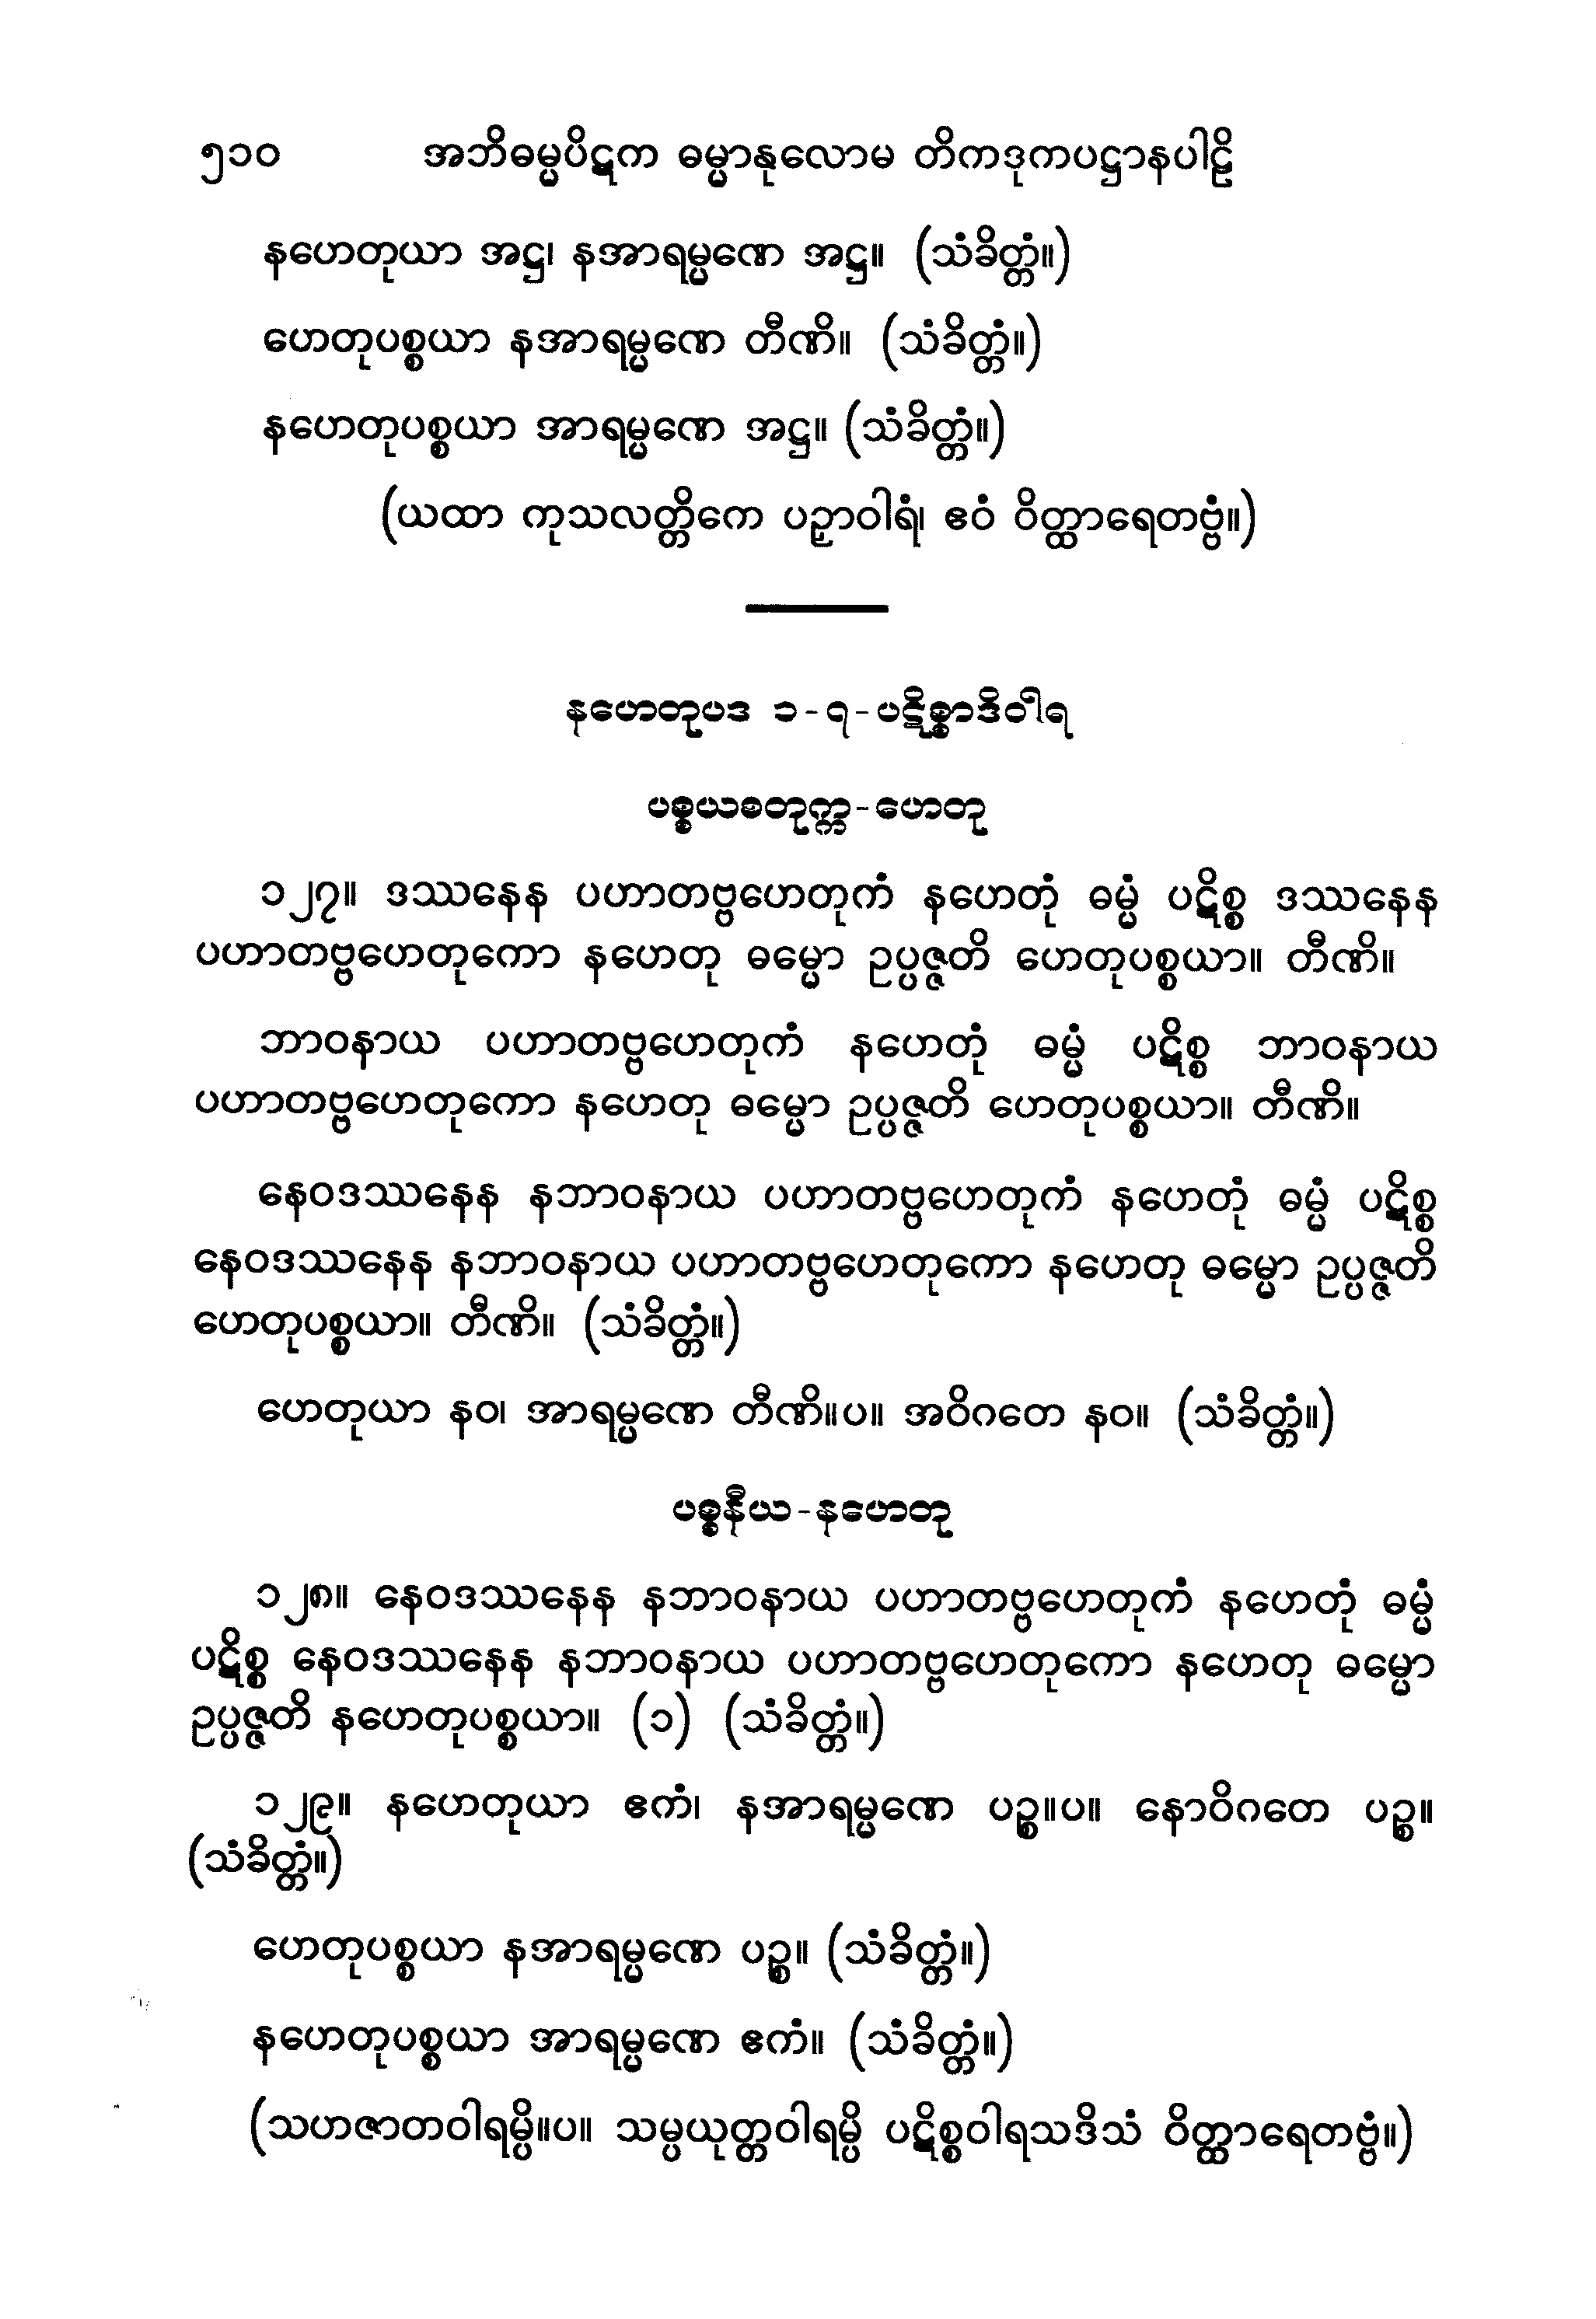 ၅၁၀ အဘိဓမ္မပိဋက ဓမ္မာနုလောမ တိကဒုကပဋ္ဌာနပါဠိ
နဟေတုယာ အဋ္ဌ၊ နအာရမ္မဏေ အဋ္ဌ။ (သံခိတ္တံ။)
ဟေတုပစ္စယာ နအာရမ္မဏေ တီဏိ။ (သံခိတ္တံ။)
နဟေတုပစ္စယာ အာရမ္မဏေ အဋ္ဌ။ (သံခိတ္တံ။)
(ယထာ ကုသလတ္တိကေ ပဉှာဝါရံ၊ ဧဝံ ဝိတ္ထာရေတဗ္ဗံ။)
နဟေတုပဒ ၁-၇-ပဋိစ္စာဒိဝါရ
ပစ္စယစတုက္က-ဟေတု
၁၂၇။ ဒဿနေန ပဟာတဗ္ဗဟေတုကံ နဟေတုံ ဓမ္မံ ပဋိစ္စ ဒဿနေန
ပဟာတဗ္ဗဟေတုကော နဟေတု ဓမ္မော ဥပ္ပဇ္ဇတိ ဟေတုပစ္စယာ။ တီဏိ။
ဘာဝနာယ ပဟာတဗ္ဗဟေတုကံ နဟေတုံ ဓမ္မံ ပဋိစ္စ ဘာဝနာယ
ပဟာတဗ္ဗဟေတုကော နဟေတု ဓမ္မော ဥပ္ပဇ္ဇတိ ဟေတုပစ္စယာ။ တီဏိ။
နေဝဒဿနေန နဘာဝနာယ ပဟာတဗ္ဗဟေတုကံ နဟေတုံ ဓမ္မံ ပဋိစ္စ
နေဝဒဿနေန နဘာဝနာယ ပဟာတဗ္ဗဟေတုကော နဟေတု ဓမ္မော ဥပ္ပဇ္ဇတိ
ဟေတုပစ္စယာ။ တီဏိ။ (သံခိတ္တံ။)
ဟေတုယာ နဝ၊ အာရမ္မဏေ တီဏိ။ပ။ အဝိဂတေ နဝ။ (သံခိတ္တံ။)
ပစ္စနီယ-နဟေတု
၁၂၈။ နေဝဒဿနေန နဘာဝနာယ ပဟာတဗ္ဗဟေတုကံ နဟေတုံ ဓမ္မံ
ပဋိစ္စ နေဝဒဿနေန နဘာဝနာယ ပဟာတဗ္ဗဟေတုကော နဟေတု ဓမ္မော
ဥပ္ပဇ္ဇတိ နဟေတုပစ္စယာ။ (၁) (သံခိတ္တံ။)
၁၂၉။ နဟေတုယာ ဧကံ၊ နအာရမ္မဏေ ပဉ္စ။ပ။ နောဝိဂတေ ပဉ္စ။
(သံခိတ္တံ။)
ဟေတုပစ္စယာ နအာရမ္မဏေ ပဉ္စ။ (သံခိတ္တံ။)
နဟေတုပစ္စယာ အာရမ္မဏေ ဧကံ။ (သံခိတ္တံ။)
(သဟဇာတဝါရမ္ပိ။ပ။ သမ္ပယုတ္တဝါရမ္ပိ ပဋိစ္စဝါရသဒိသံ ဝိတ္ထာရေတဗ္ဗံ။)